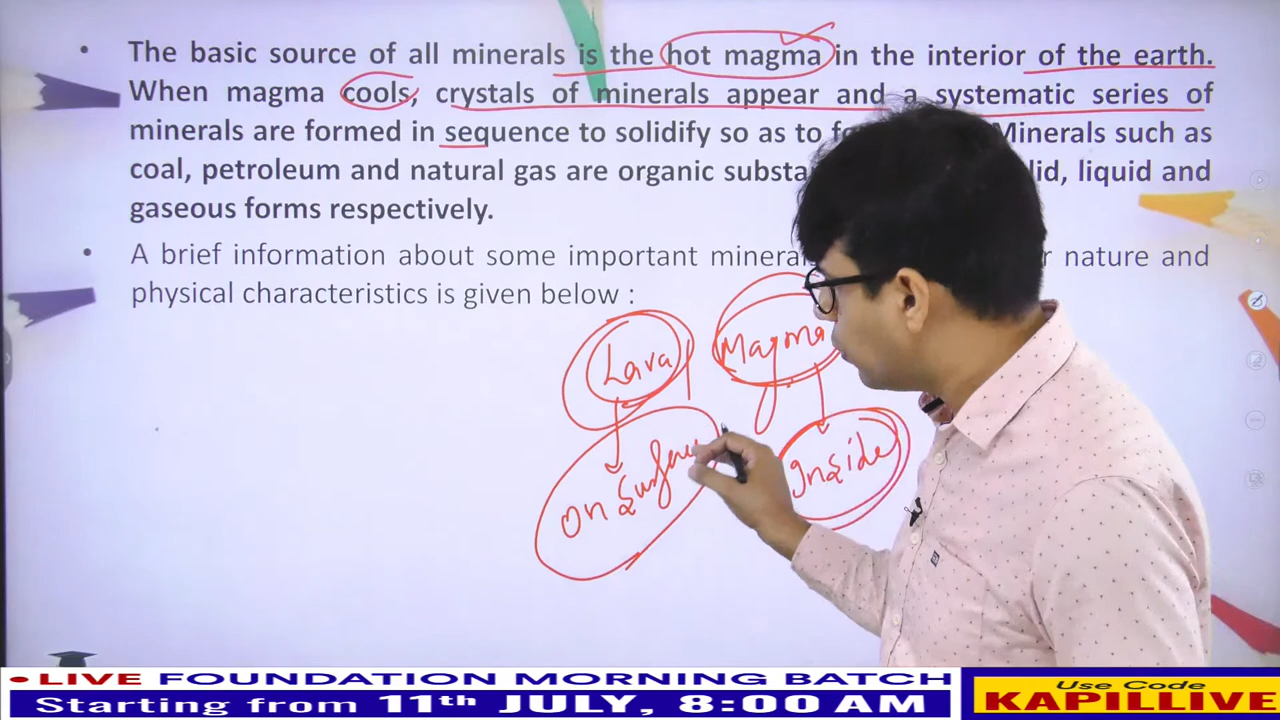 • The basic source of all minerals is the hot magma in the interior of the earth.
When magma cools, crystals of minerals appear and a systematic series of
minerals are formed in sequence to solidify so as to Minerals such as
coal, petroleum and natural gas are organic liquid and
gaseous forms respectively.
• A brief information about some important nature and
physical characteristics is given below :
Lava Magma
On Surface Inside
• LIVE FOUNDATION MORNING BATCH
Starting from 11th JULY, 8:00 AM
Use Code
KAPILLIVE